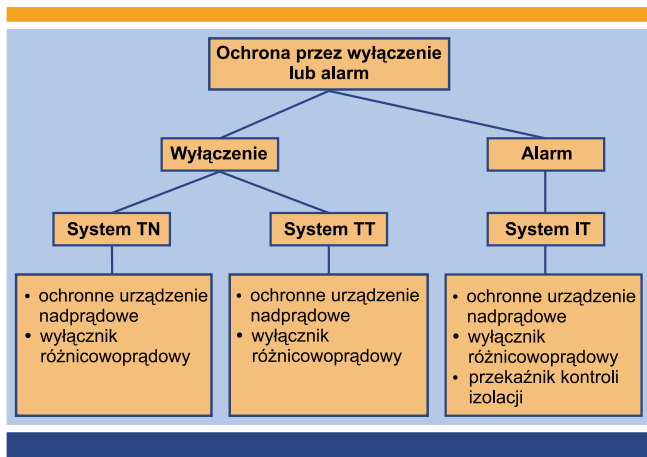 Ochrona przez wyłączenie
lub alarm
Wyłączenie
Alarm
System TN
System TT
System IT
• ochronne urządzenie
nadprądowe
• wyłącznik
różnicowoprądowy
• ochronne urządzenie
nadprądowe
• wyłącznik
różnicowoprądowy
• ochronne urządzenie
nadprądowe
• wyłącznik
różnicowoprądowy
• przekaźnik kontroli
izolacji